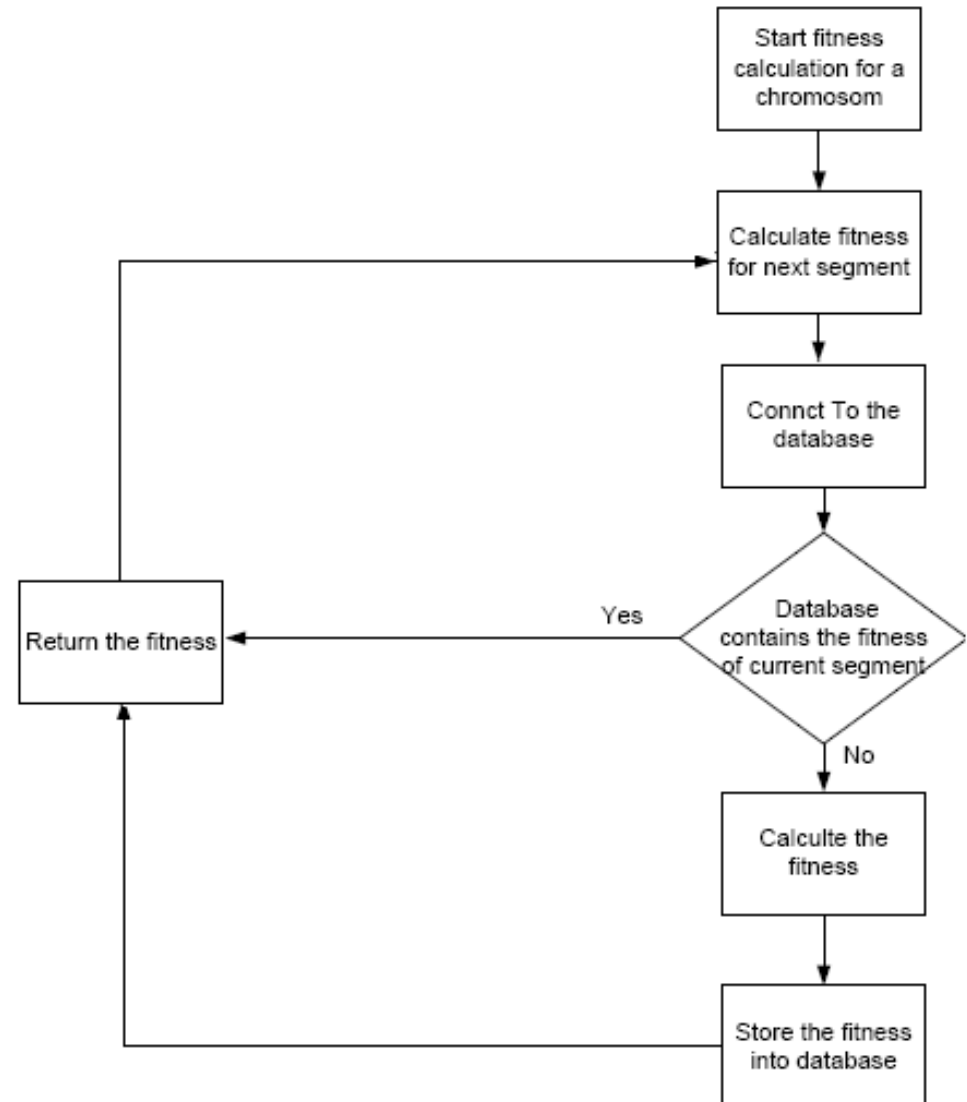 Start fitness
calculation for a
chromosom
Calculate fitness
for next segment
Connct To the
database
Database
contains the fitness
of current segment
Yes
Return the fitness
No
Calculte the
fitness
Store the fitness
into database